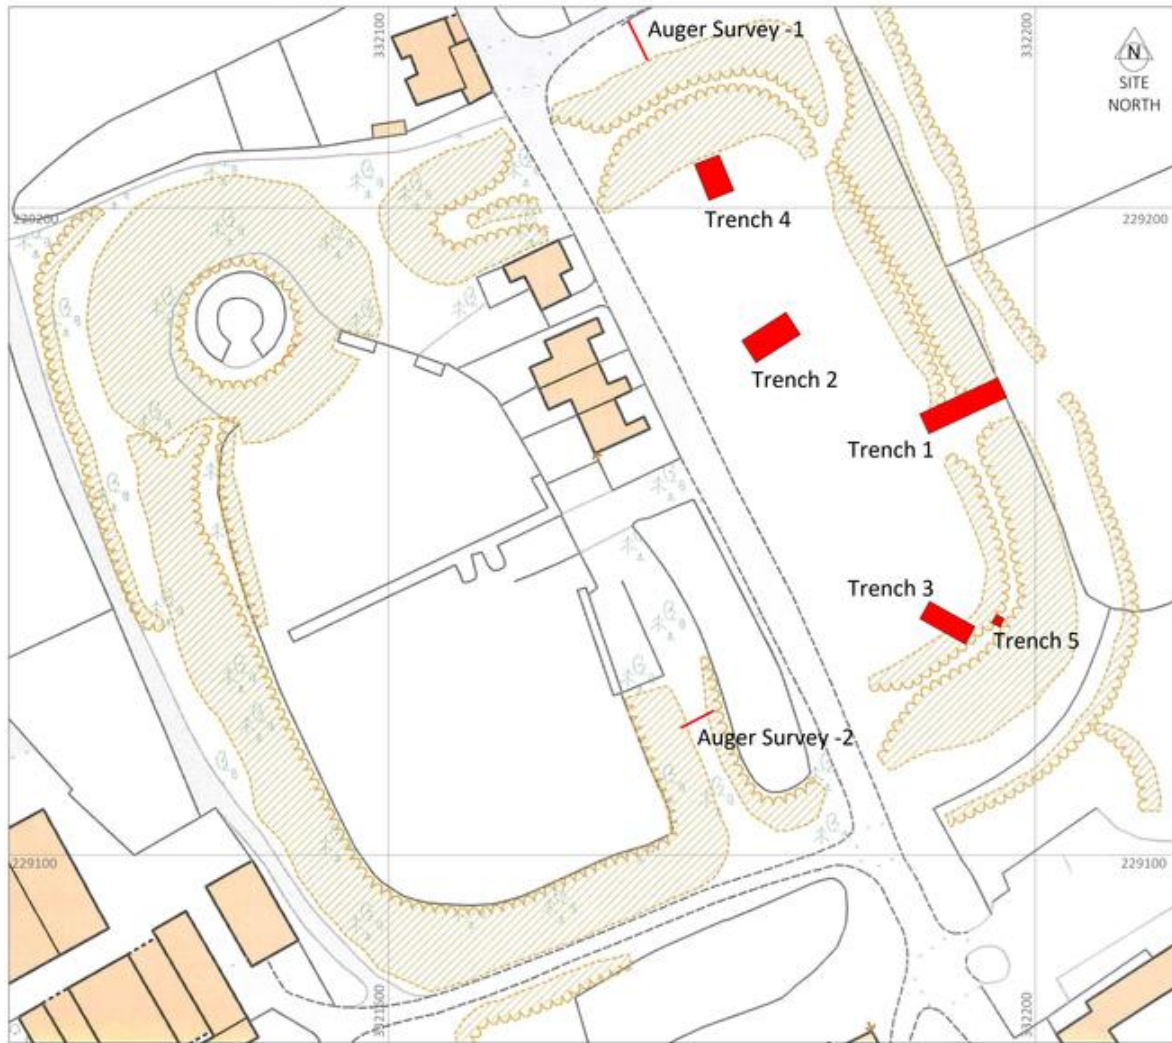 Auger Survey -1
332100
332200
N
SITE
NORTH
Trench 4
229200
229200
Trench 2
Trench 1
Trench 3
Trench 5
Auger Survey -2
229100
229100
332200